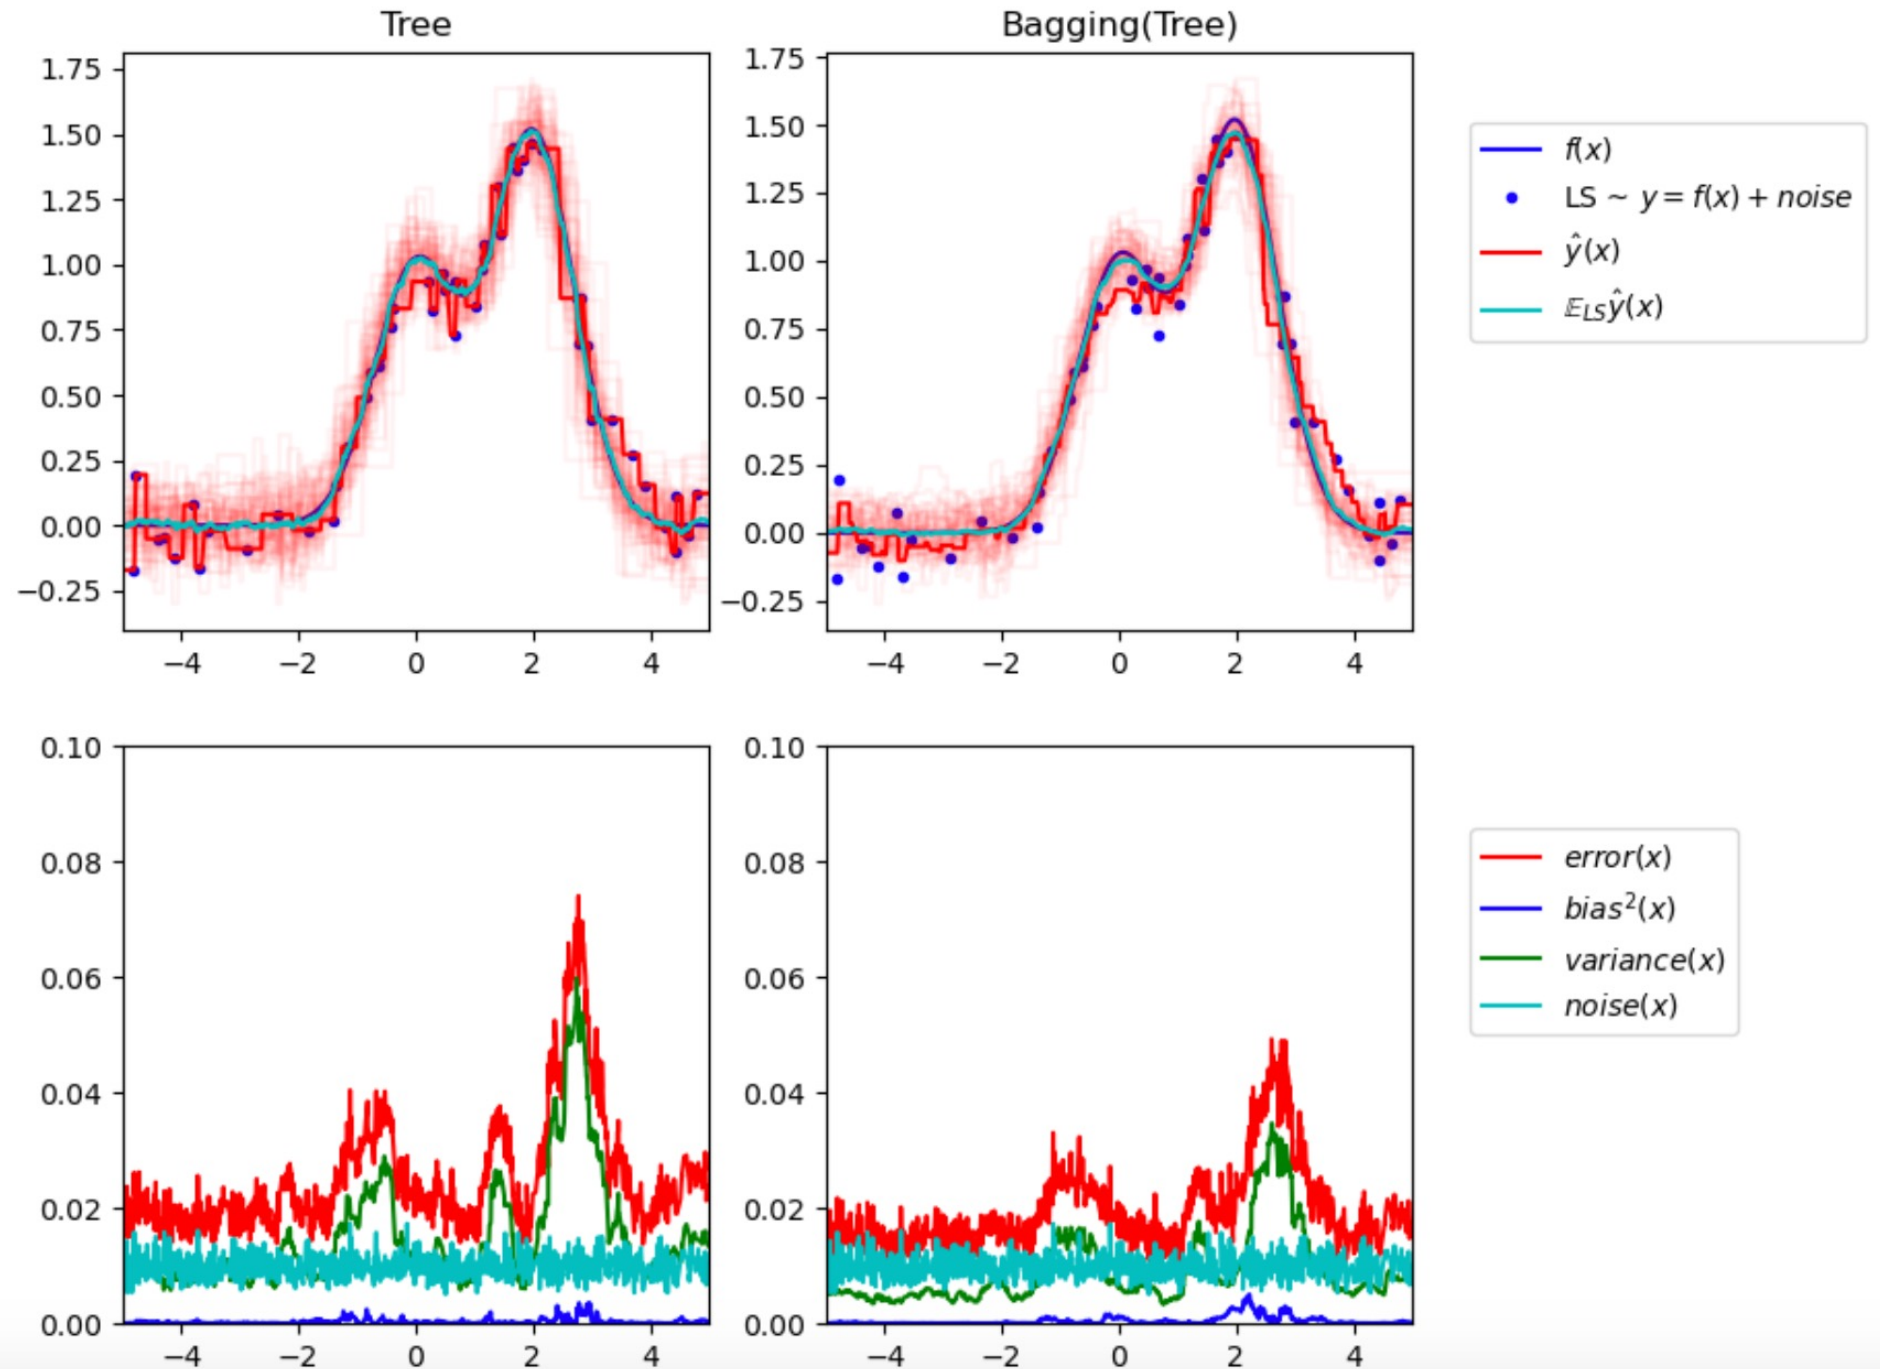 Tree
1.75
1.50
1.25
1.00
0.75
0.50
0.25
0.00
−0.25
−4 −2 0 2 4
Bagging(Tree)
1.75
1.50
1.25
1.00
0.75
0.50
0.25
0.00
−0.25
−4 −2 0 2 4
f(x)
LS ~ y = f(x) + noise
ŷ(x)
𝔼_LS ŷ(x)
0.10
0.08
0.06
0.04
0.02
0.00
−4 −2 0 2 4
0.10
0.08
0.06
0.04
0.02
0.00
−4 −2 0 2 4
error(x)
bias²(x)
variance(x)
noise(x)